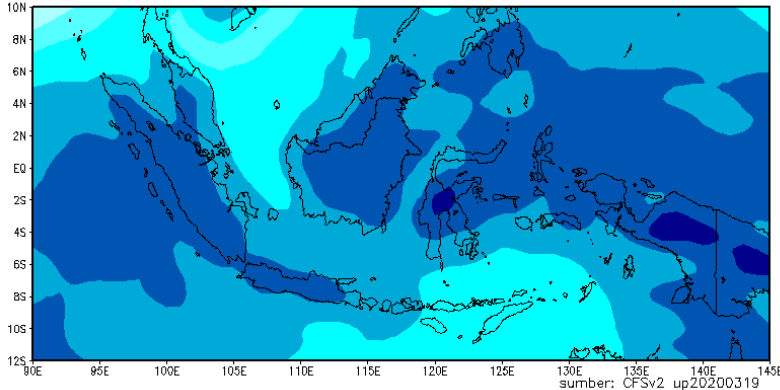 10N
8N
6N
4N
2N
EQ
2S
4S
6S
8S
10S
12S
90E 95E 100E 105E 110E 115E 120E 125E 130E 135E 140E 145E
sumber: CFSv2 up20200319